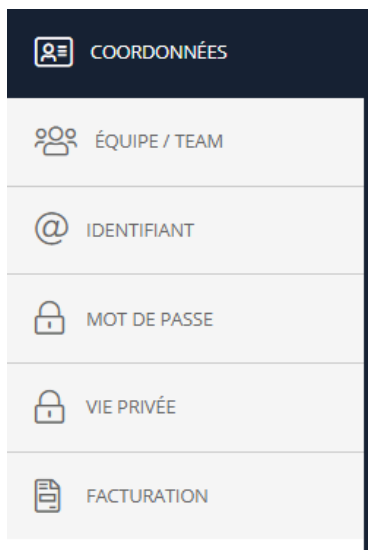 COORDONNÉES
ÉQUIPE / TEAM
IDENTIFIANT
MOT DE PASSE
VIE PRIVÉE
FACTURATION